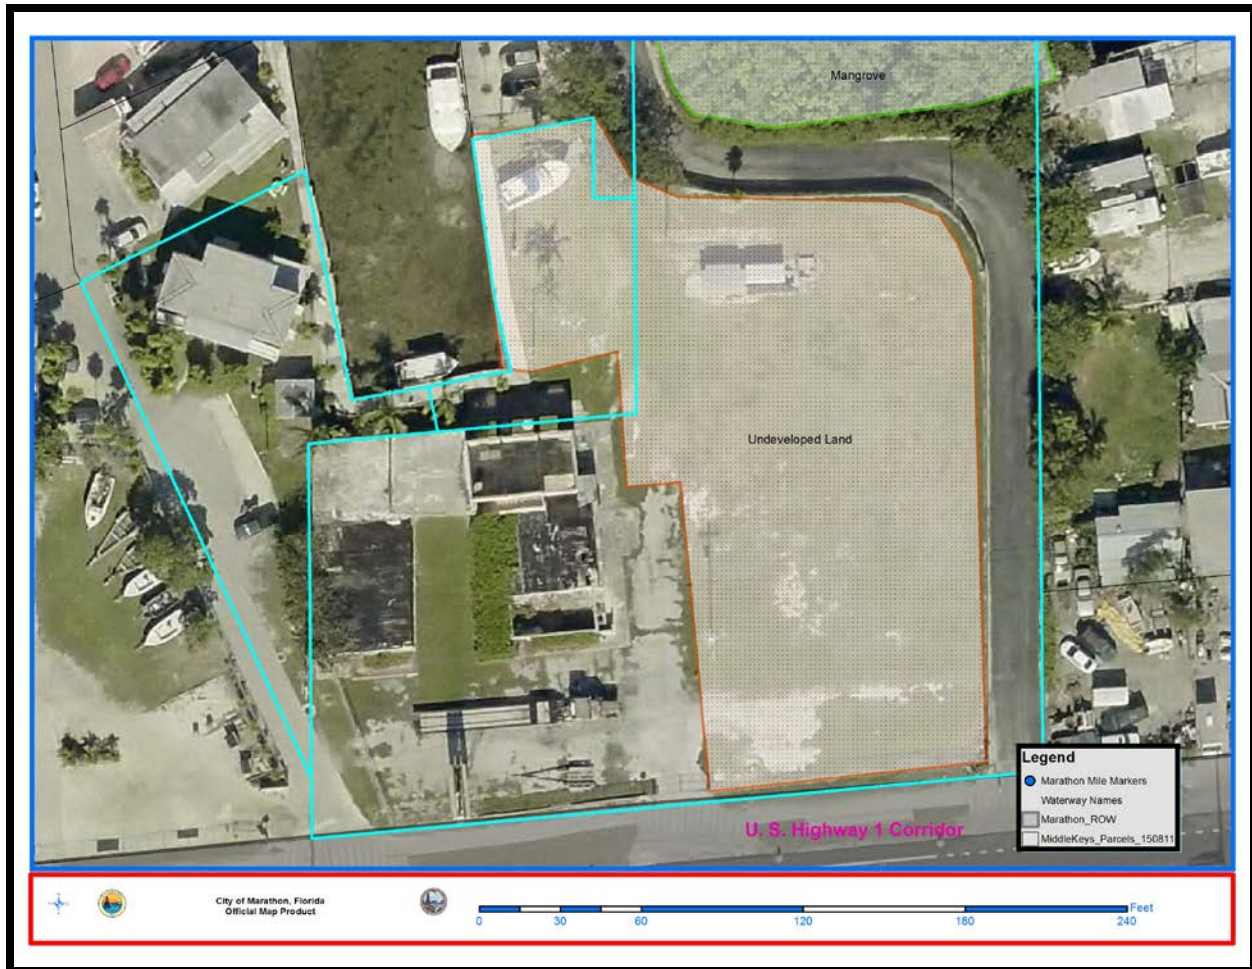 Mangrove
Undeveloped Land
U. S. Highway 1 Corridor
Legend
Marathon Mile Markers
Waterway Names
Marathon_ROW
MiddleKeys_Parcels_150811
City of Marathon, Florida
Official Map Product
Feet
0 30 60 120 180 240